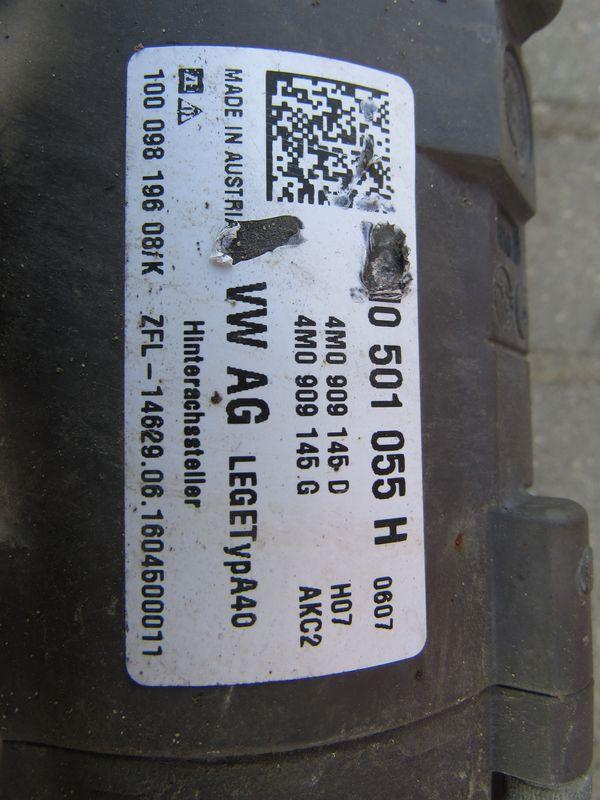 0 501 055 H 0607
4M0 909 145 D H07
4M0 909 145 G AKC2
MADE IN AUSTRIA VW AG LEGETypA40
Hinterachssteller
100 098 196 08/K ZFL-14629.06.1604500011